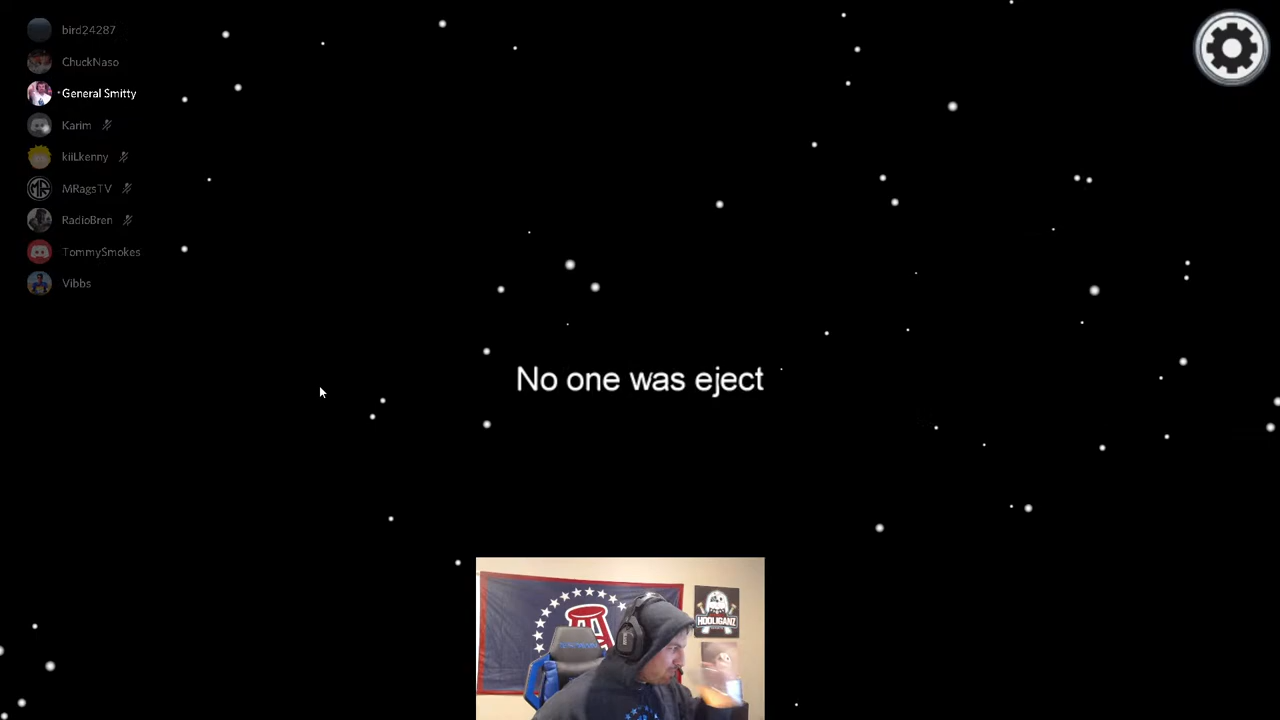 bird24287
ChuckNaso
General Smitty
Karim
kiiLkenny
MRagsTV
RadioBren
TommySmokes
Vibbs
No one was eject
HOOLIGANZ